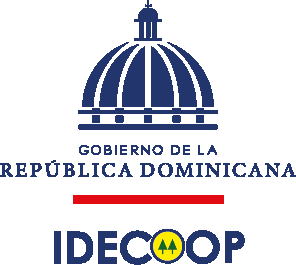 GOBIERNO DE LA
REPÚBLICA DOMINICANA
IDECOOP